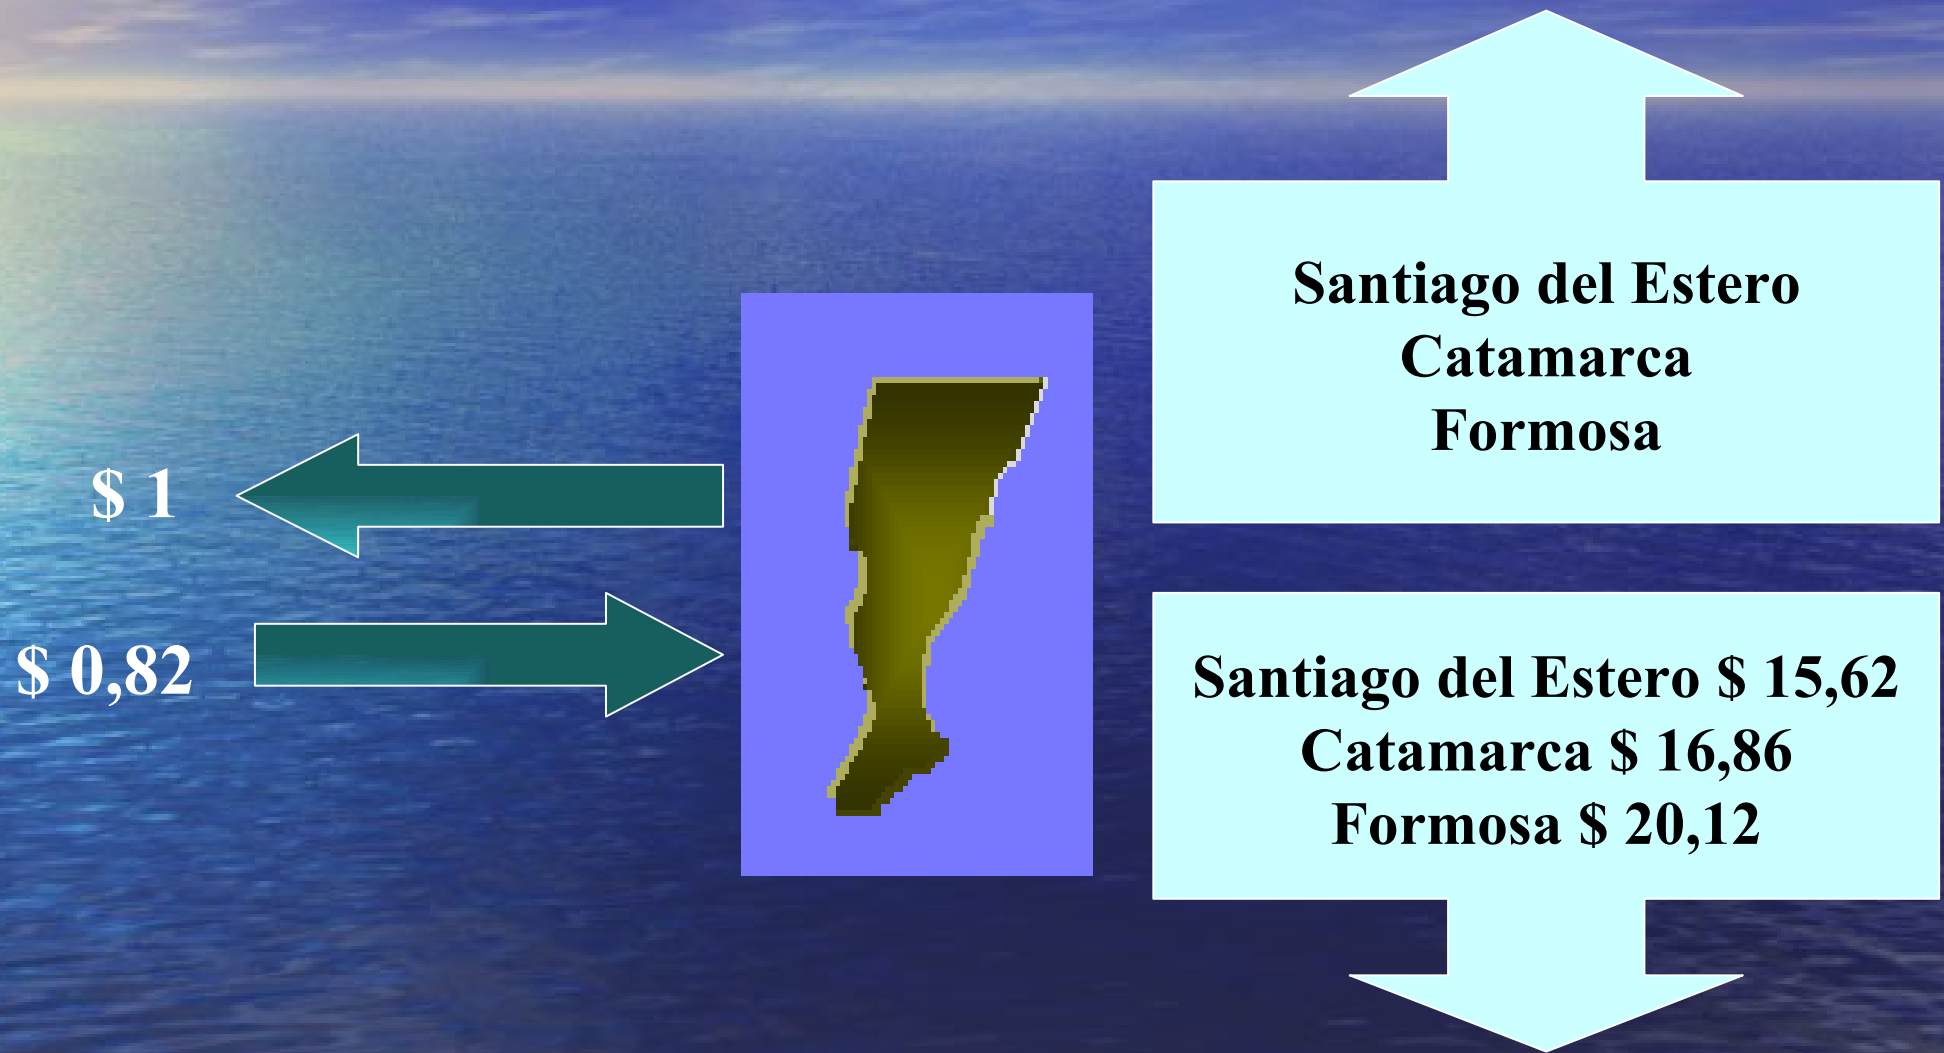 $ 1
$ 0,82
Santiago del Estero
Catamarca
Formosa
Santiago del Estero $ 15,62
Catamarca $ 16,86
Formosa $ 20,12